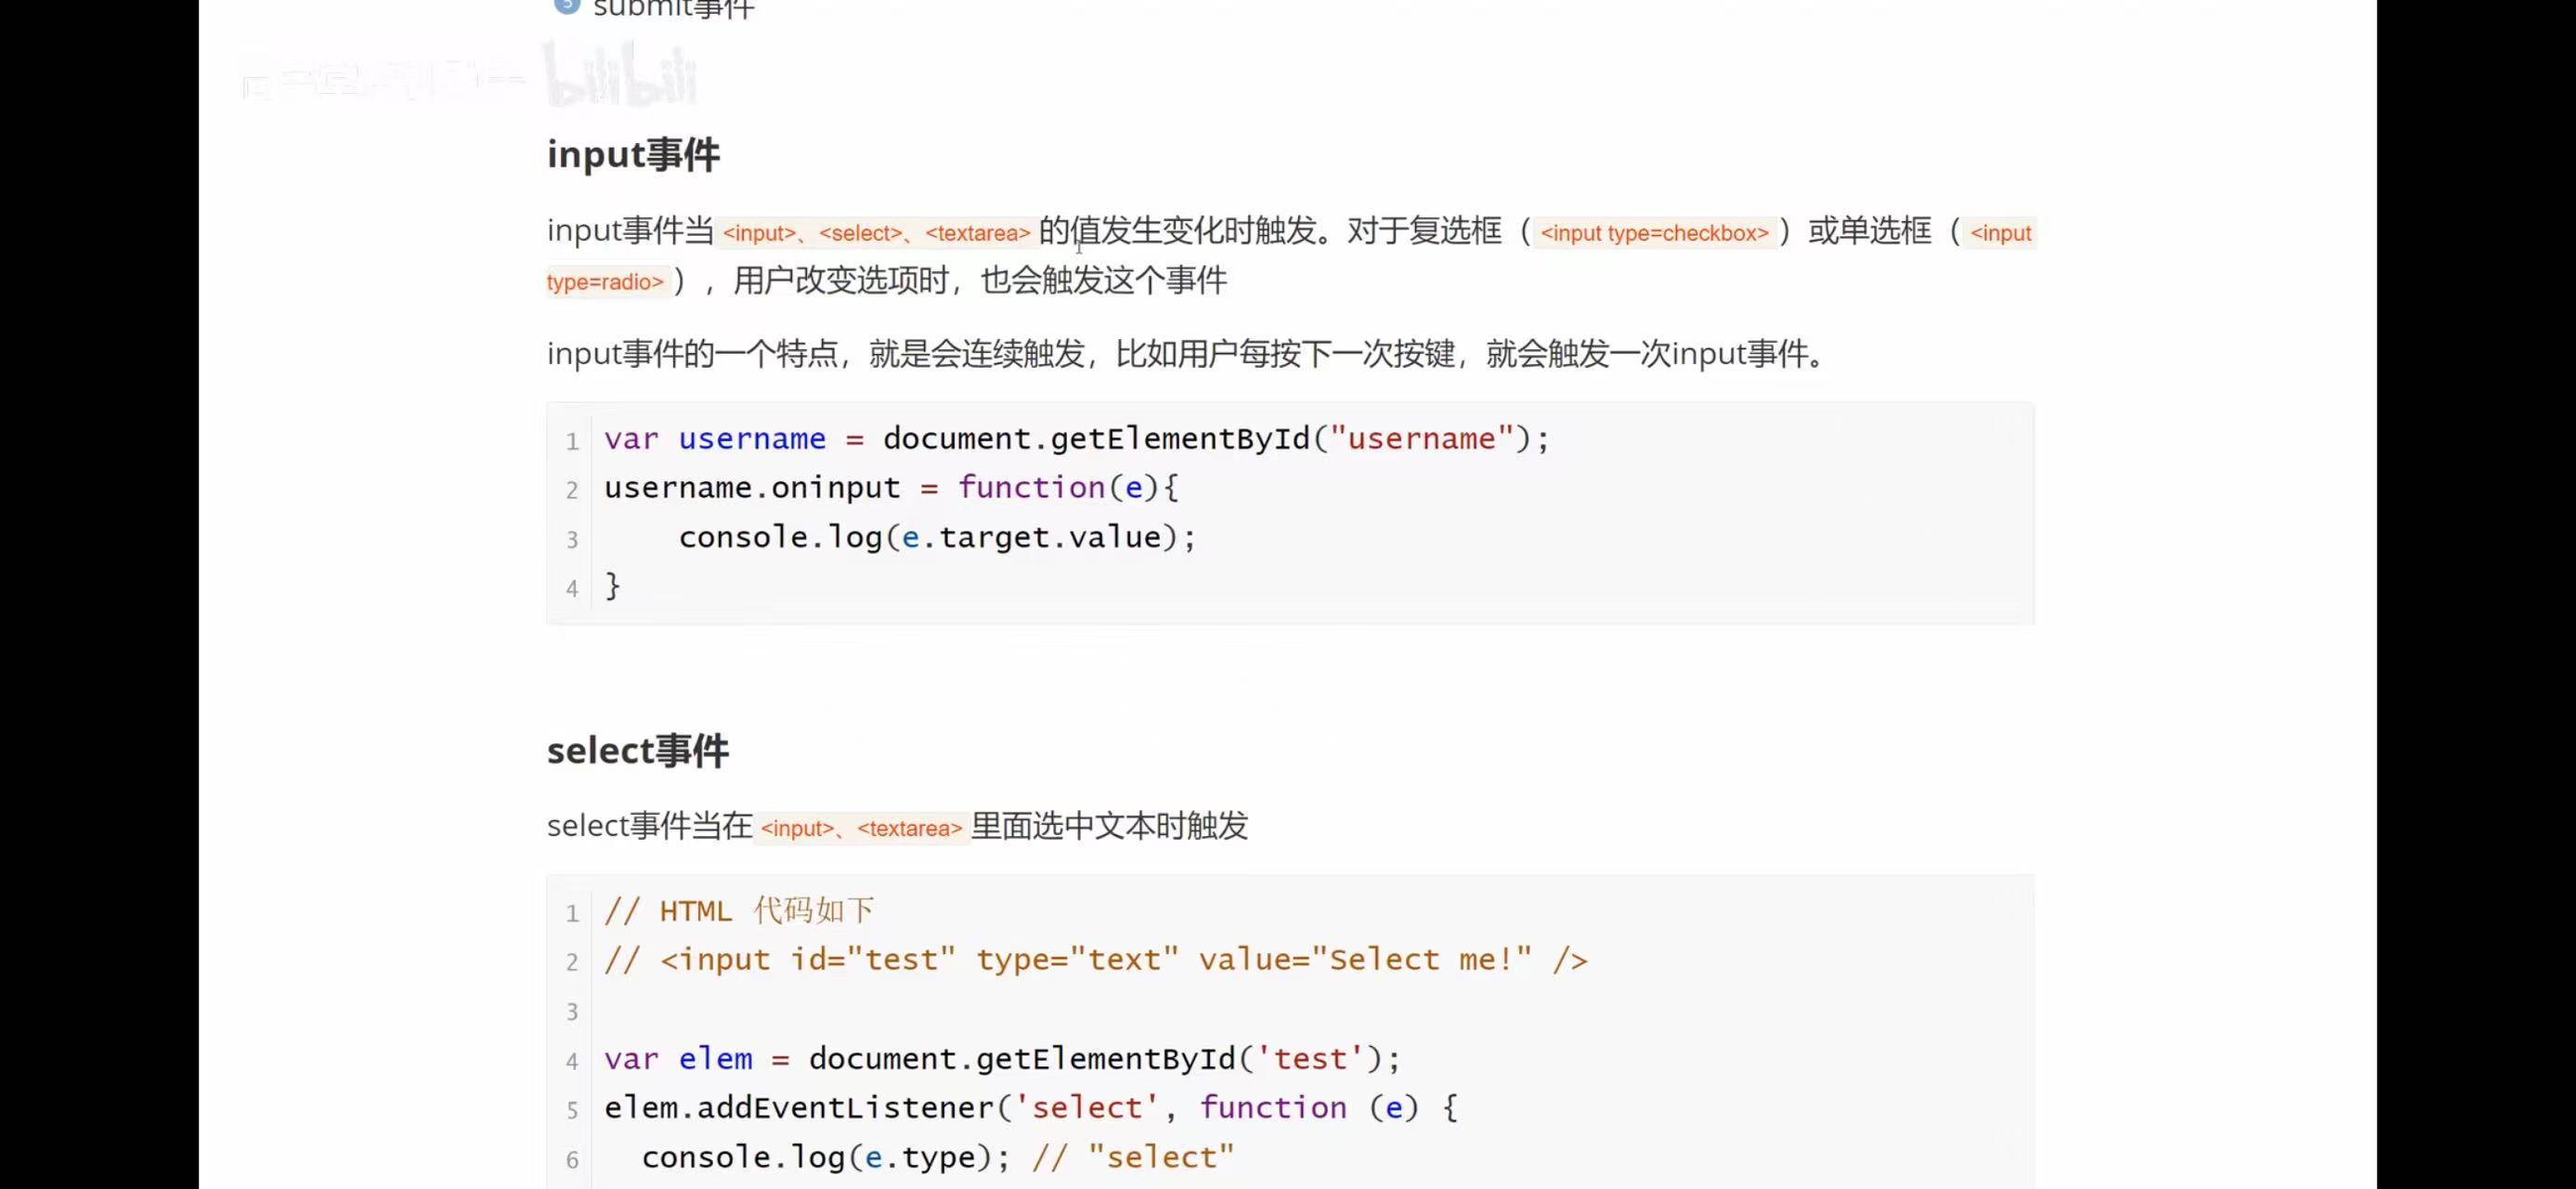 5 submit事件
bilibili
input事件
input事件当 <input>、<select>、<textarea> 的值发生变化时触发。对于复选框（ <input type=checkbox> ）或单选框（ <input
type=radio> ），用户改变选项时，也会触发这个事件
input事件的一个特点，就是会连续触发，比如用户每按下一次按键，就会触发一次input事件。
1 var username = document.getElementById("username");
2 username.oninput = function(e){
3 console.log(e.target.value);
4 }
select事件
select事件当在 <input>、<textarea> 里面选中文本时触发
1 // HTML 代码如下
2 // <input id="test" type="text" value="Select me!" />
3
4 var elem = document.getElementById('test');
5 elem.addEventListener('select', function (e) {
6 console.log(e.type); // "select"